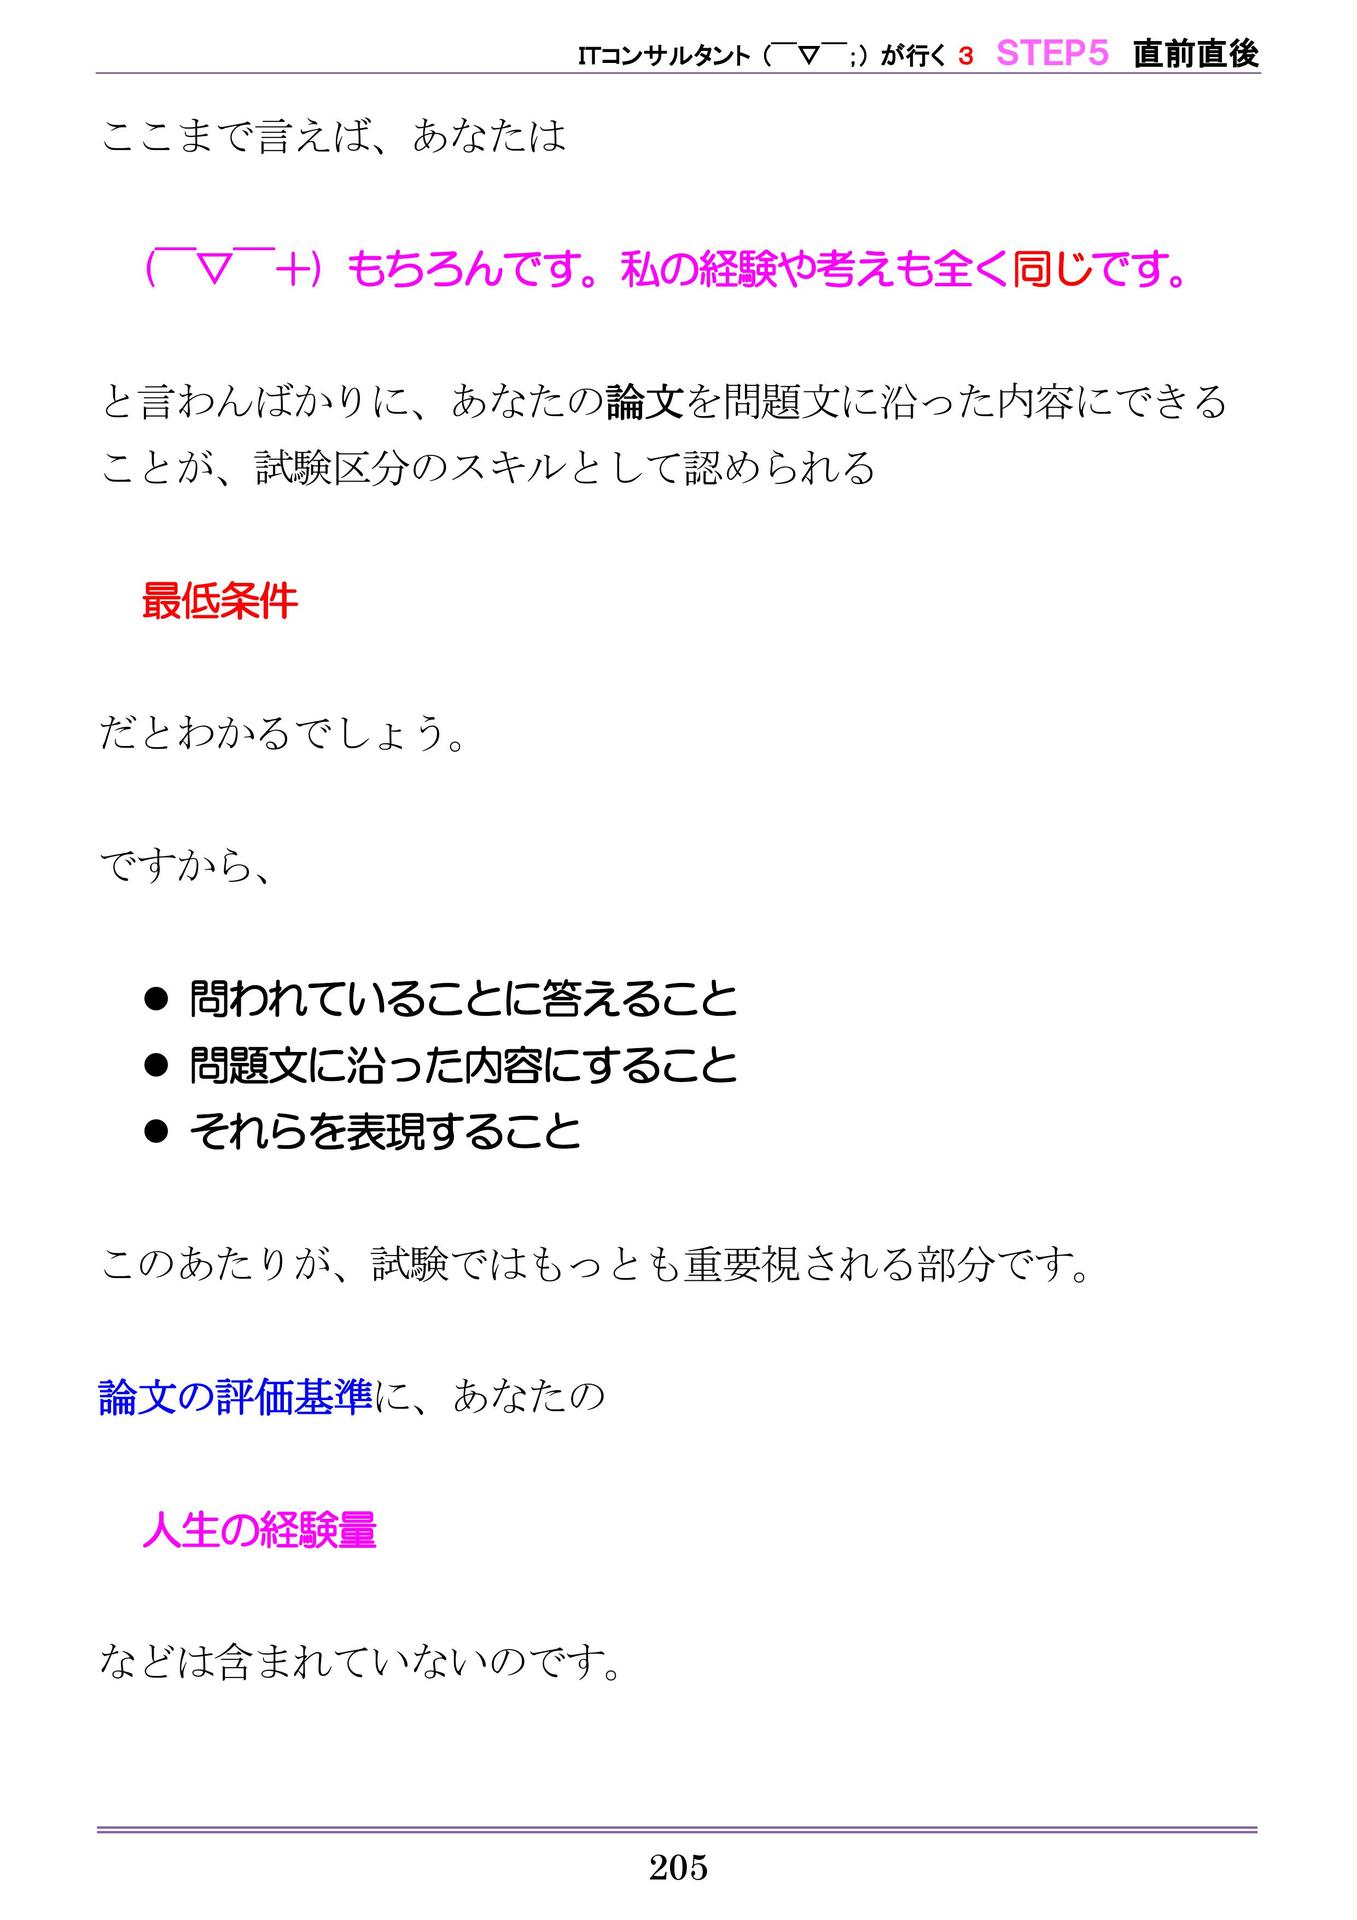 ITコンサルタント（￣▽￣；）が行く 3 STEP5 直前直後
ここまで言えば、あなたは
（￣▽￣＋）もちろんです。私の経験や考えも全く同じです。
と言わんばかりに、あなたの論文を問題文に沿った内容にできる
ことが、試験区分のスキルとして認められる
最低条件
だとわかるでしょう。
ですから、
● 問われていることに答えること
● 問題文に沿った内容にすること
● それらを表現すること
このあたりが、試験ではもっとも重要視される部分です。
論文の評価基準に、あなたの
人生の経験量
などは含まれていないのです。
205